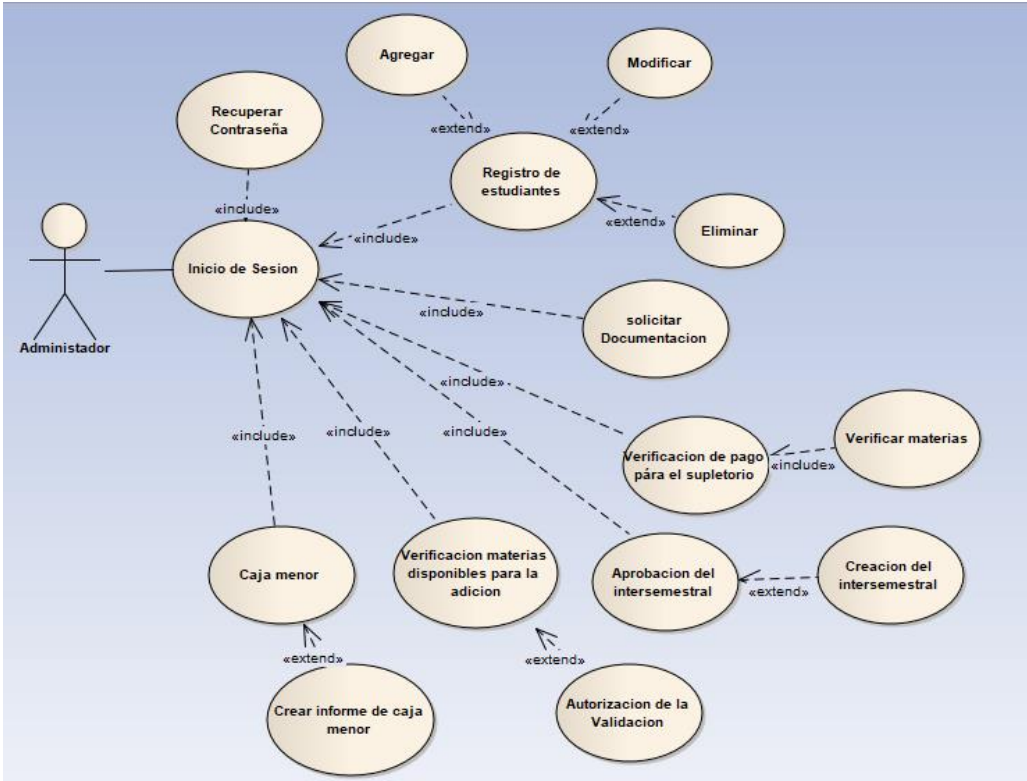 Agregar
Modificar
Recuperar
Contraseña
«extend»
«extend»
Registro de
estudiantes
«include»
«extend»
Eliminar
«include»
Inicio de Sesion
Administador
«include»
solicitar
Documentacion
«include»
«include»
«include»
«include»
Verificacion de pago
pára el supletorio
Verificar materias
«include»
Caja menor
Verificacion materias
disponibles para la
adicion
Aprobacion del
intersemestral
Creacion del
intersemestral
«extend»
«extend»
«extend»
Crear informe de caja
menor
Autorizacion de la
Validacion